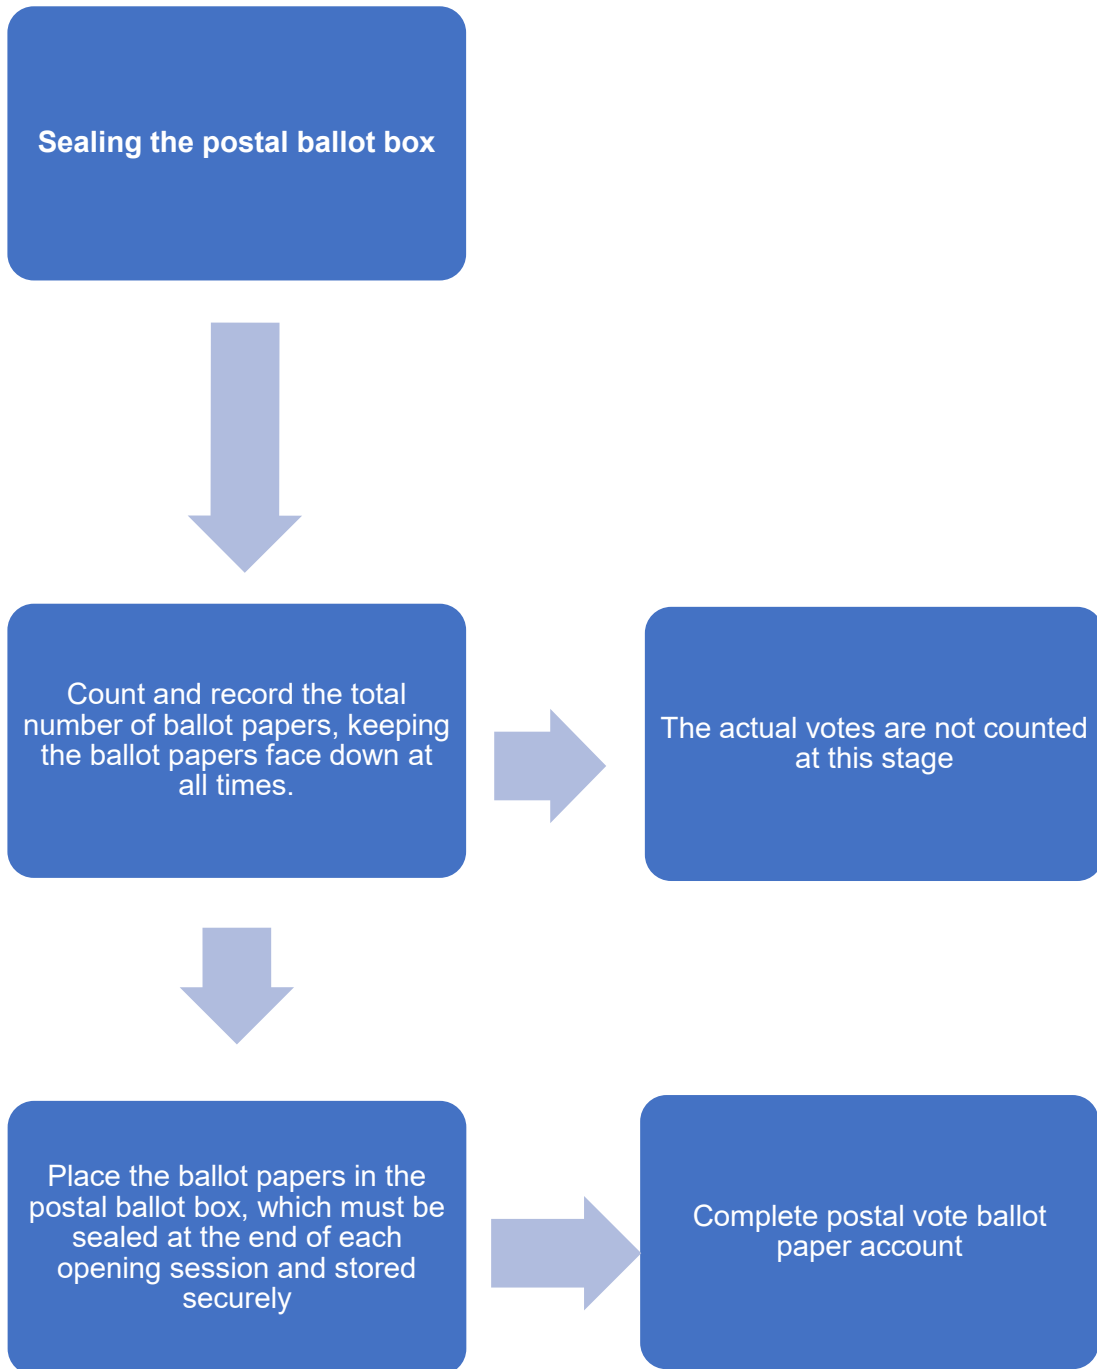 Sealing the postal ballot box
Count and record the total
number of ballot papers, keeping
the ballot papers face down at
all times.
The actual votes are not counted
at this stage
Place the ballot papers in the
postal ballot box, which must be
sealed at the end of each
opening session and stored
securely
Complete postal vote ballot
paper account